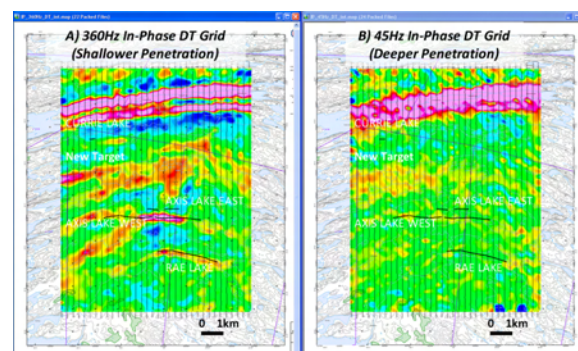 A) 360Hz In-Phase DT Grid
(Shallower Penetration)
CURRIE LAKE
New Target
AXIS LAKE EAST
AXIS LAKE WEST
RAE LAKE
0 1km
B) 45Hz In-Phase DT Grid
(Deeper Penetration)
CURRIE LAKE
New Target
AXIS LAKE EAST
AXIS LAKE WEST
RAE LAKE
0 1km